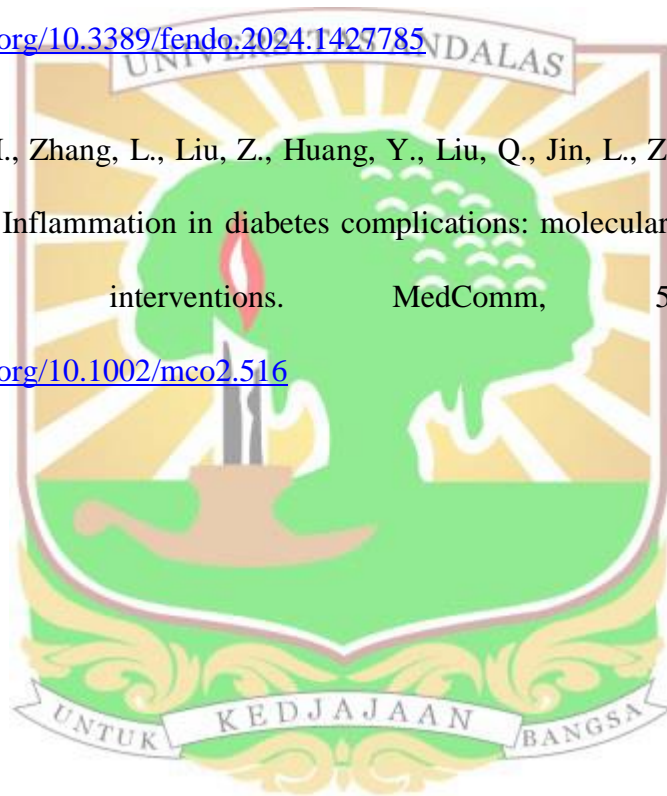 org/10.3389/fendo.2024.1427785
UNIVERSITAS ANDALAS
I., Zhang, L., Liu, Z., Huang, Y., Liu, Q., Jin, L., Z
Inflammation in diabetes complications: molecular
interventions. MedComm, 5
org/10.1002/mco2.516
UNTUK KEDJAJAAN BANGSA